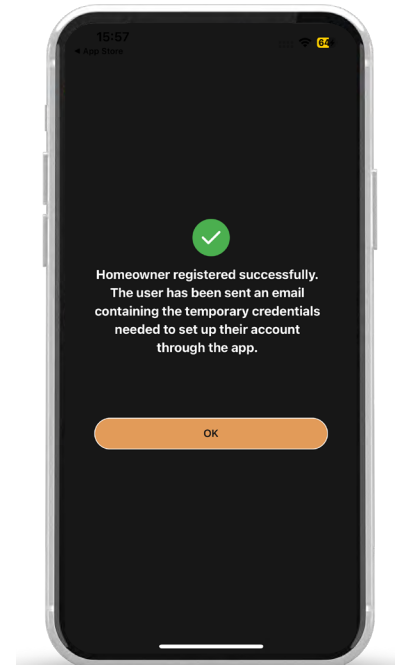 15:57
◀ App Store
64
Homeowner registered successfully.
The user has been sent an email
containing the temporary credentials
needed to set up their account
through the app.
OK